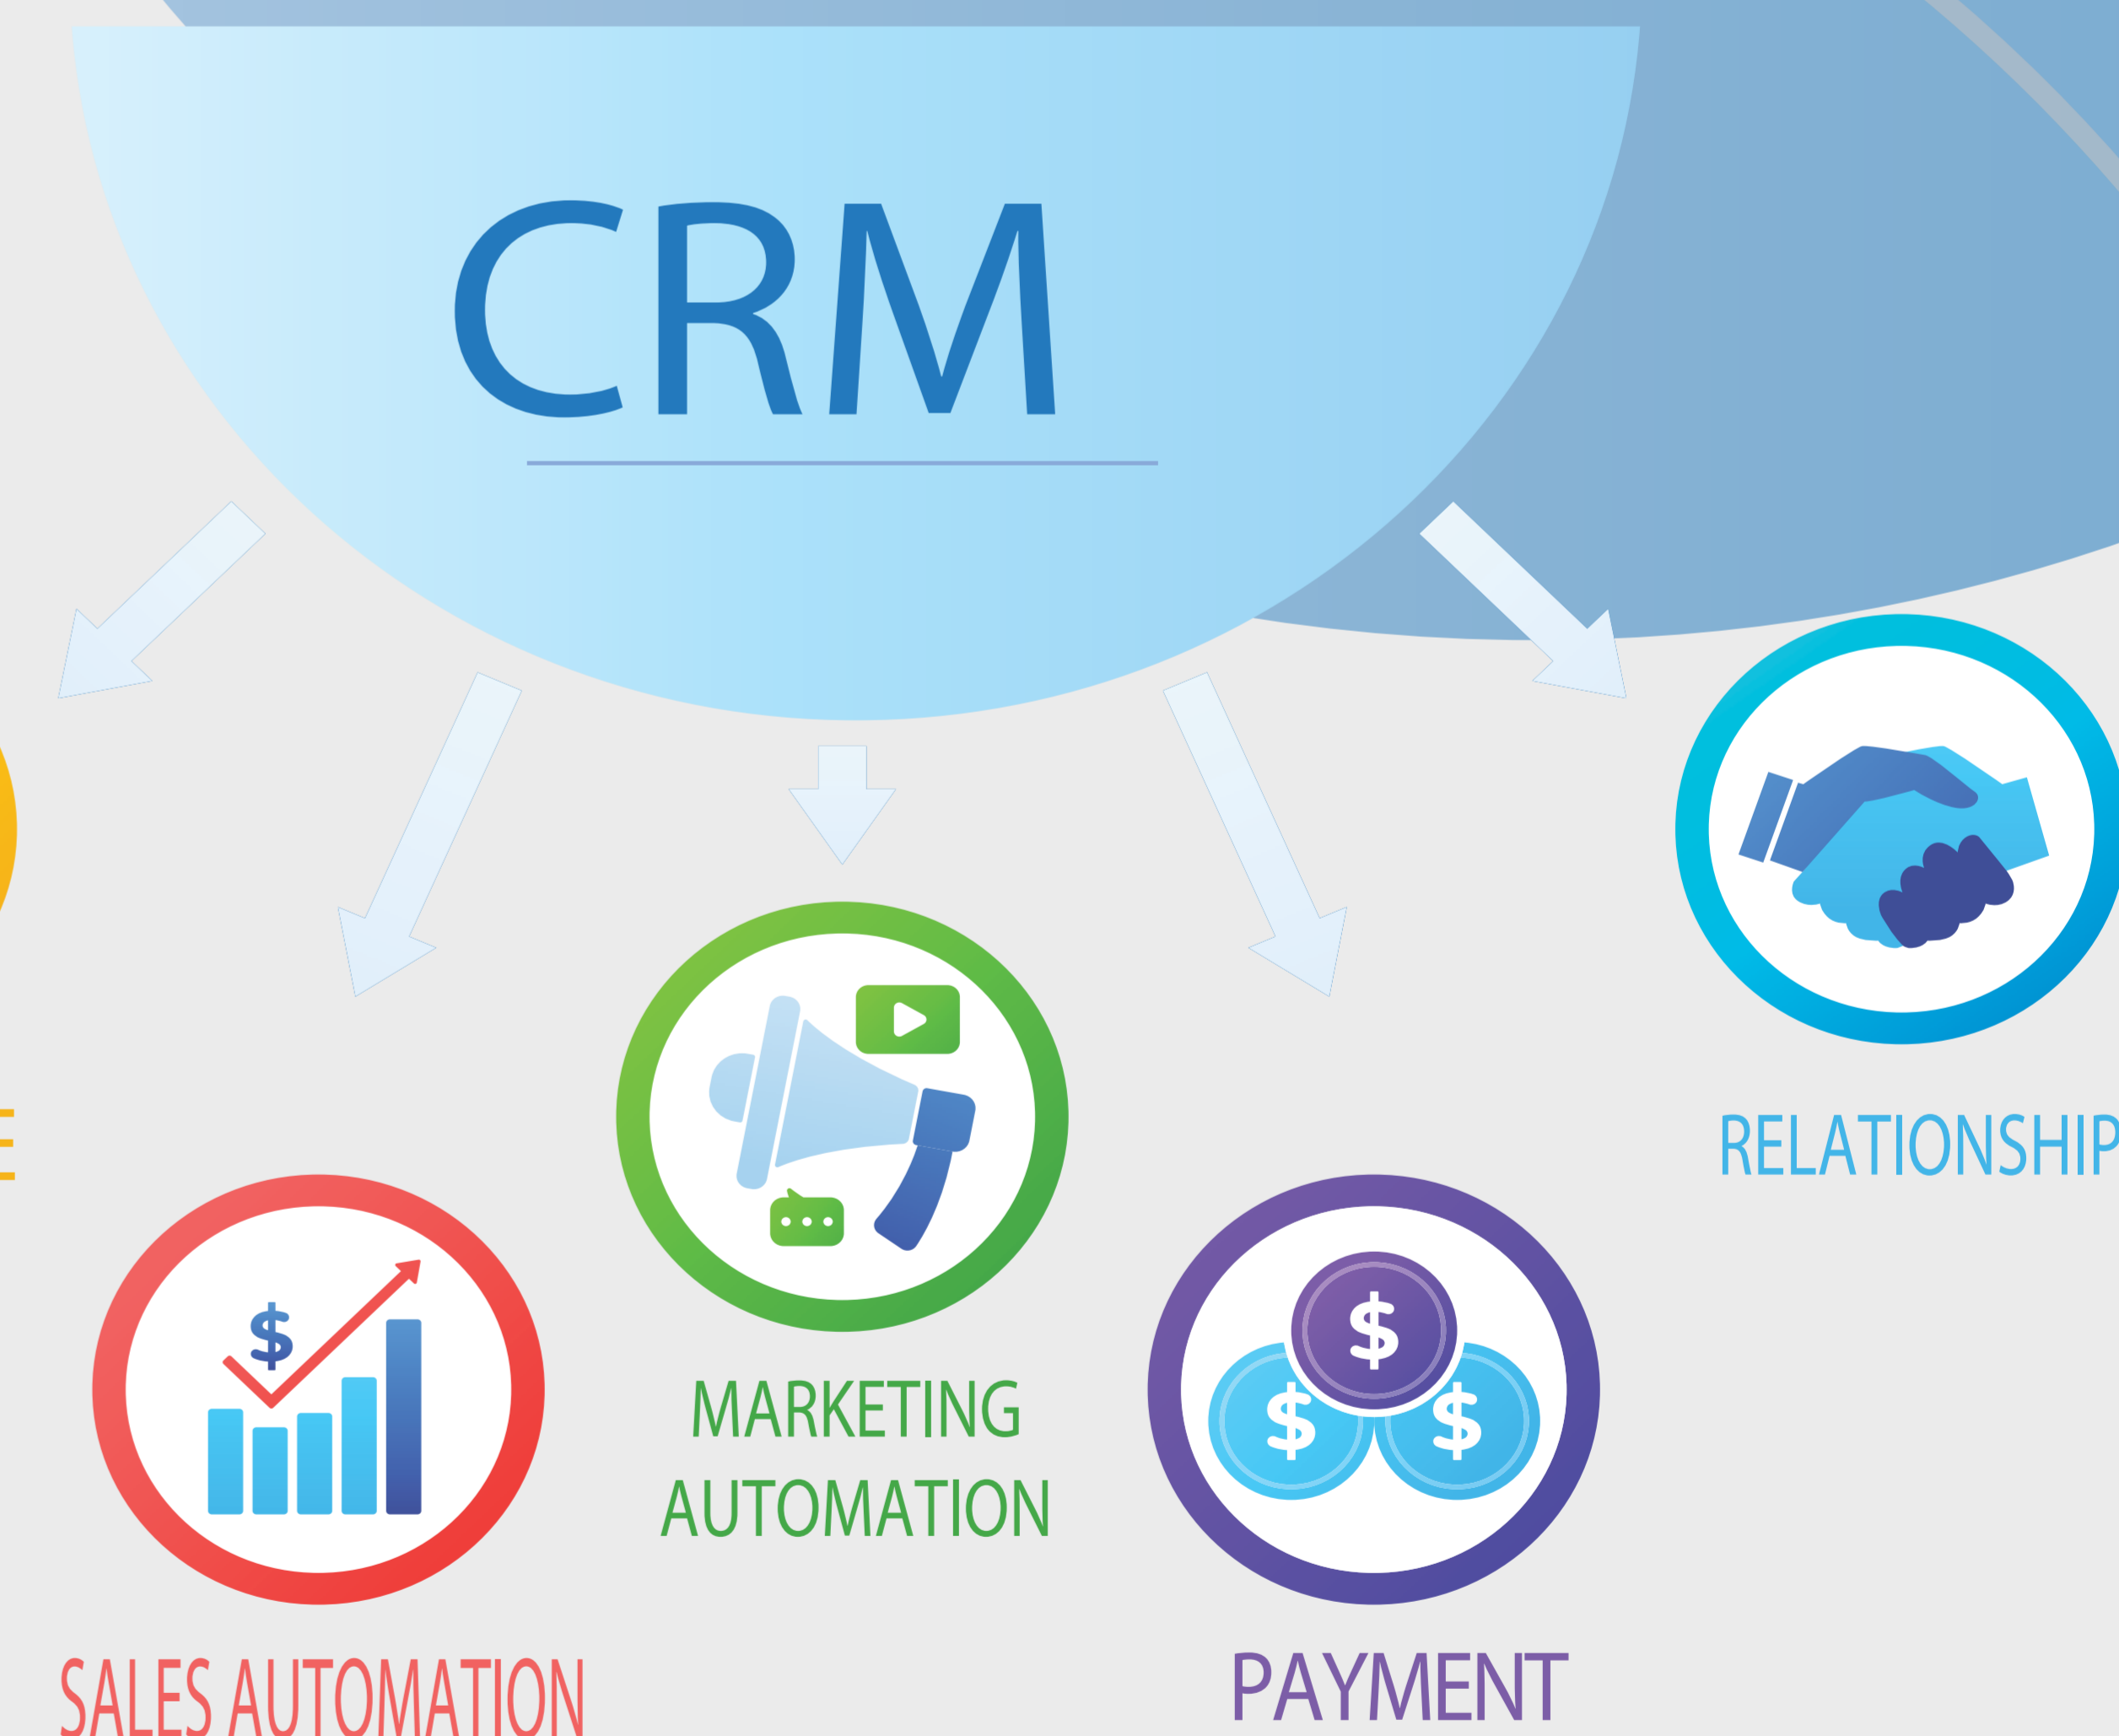 CRM
RELATIONSHIP
MARKETING
AUTOMATION
SALES AUTOMATION
PAYMENT